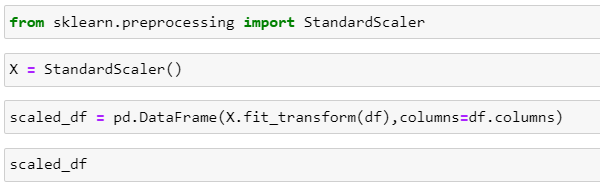 from sklearn.preprocessing import StandardScaler
X = StandardScaler()
scaled_df = pd.DataFrame(X.fit_transform(df),columns=df.columns)
scaled_df